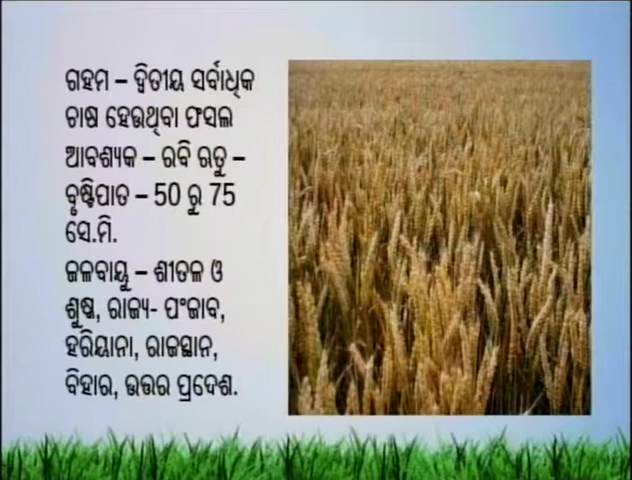 ଗହମ – ଦ୍ୱିତୀୟ ସର୍ବାଧିକ
ଚାଷ ହେଉଥିବା ଫସଲ
ଆବଶ୍ୟକ – ରବି ଋତୁ –
ବୃଷ୍ଟିପାତ – 50 ରୁ 75
ସେ.ମି.
ଜଳବାୟୁ – ଶୀତଳ ଓ
ଶୁଷ୍କ, ରାଜ୍ୟ- ପଂଜାବ,
ହରିୟାନା, ରାଜସ୍ଥାନ,
ବିହାର, ଉତ୍ତର ପ୍ରଦେଶ.